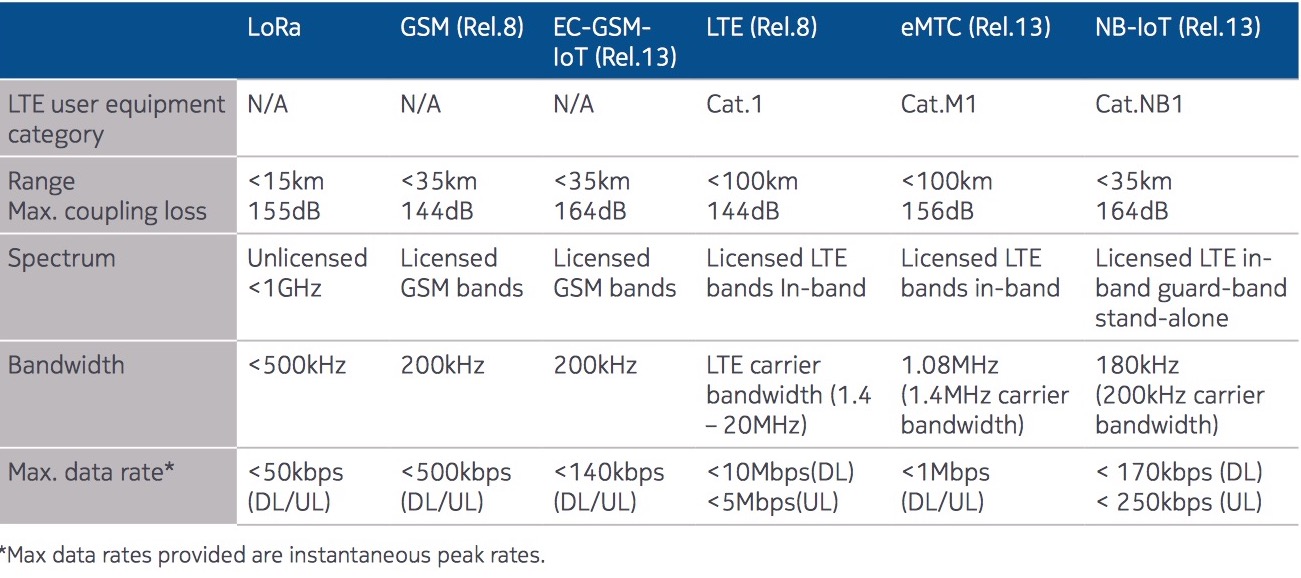 LoRa GSM (Rel.8) EC-GSM- LTE (Rel.8) eMTC (Rel.13) NB-IoT (Rel.13)
IoT (Rel.13)
LTE user equipment N/A N/A N/A Cat.1 Cat.M1 Cat.NB1
category
Range <15km <35km <35km <100km <100km <35km
Max. coupling loss 155dB 144dB 164dB 144dB 156dB 164dB
Spectrum Unlicensed Licensed Licensed Licensed LTE Licensed LTE Licensed LTE in-
<1GHz GSM bands GSM bands bands In-band bands in-band band guard-band
stand-alone
Bandwidth <500kHz 200kHz 200kHz LTE carrier 1.08MHz 180kHz
bandwidth (1.4 (1.4MHz carrier (200kHz carrier
– 20MHz) bandwidth) bandwidth)
Max. data rate* <50kbps <500kbps <140kbps <10Mbps(DL) <1Mbps < 170kbps (DL)
(DL/UL) (DL/UL) (DL/UL) <5Mbps(UL) (DL/UL) < 250kbps (UL)
*Max data rates provided are instantaneous peak rates.